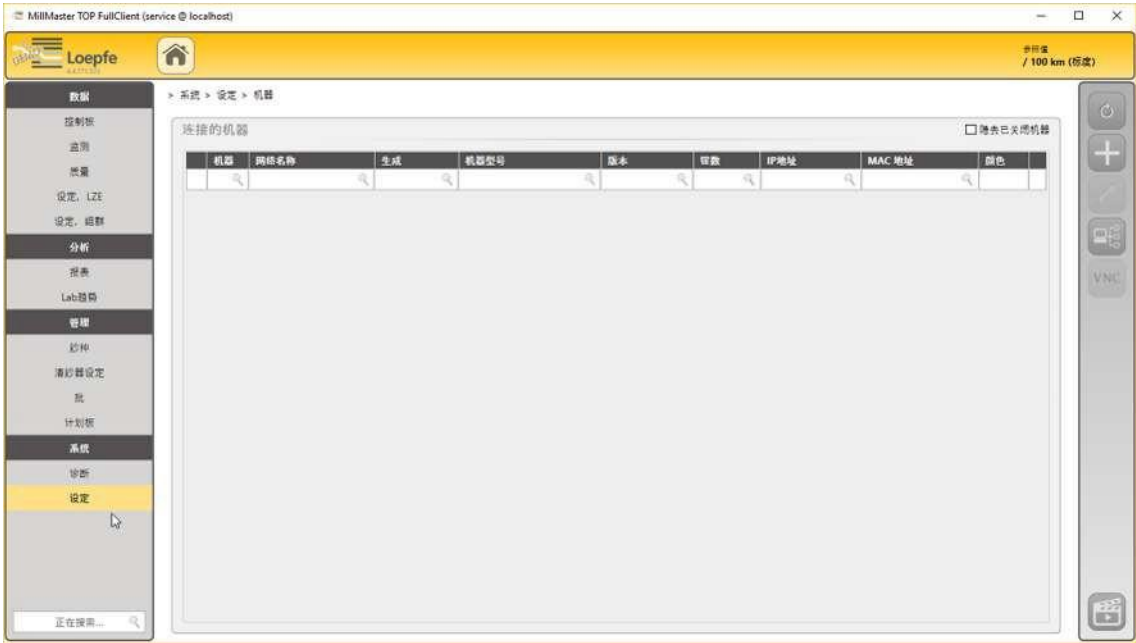 MillMaster TOP FullClient (service @ localhost)
Loepfe
参照值
/ 100 km (标度)
数据
控制板
监测
质量
设定，LZE
设定，组群
分析
报表
Lab趋势
管理
纱种
清纱器设定
批
计划板
系统
诊断
设定
正在搜索...
> 系统 > 设定 > 机器
连接的机器
隐去已关闭机器
机器 网络名称 生成 机器型号 版本 锭数 IP地址 MAC 地址 颜色
VNC